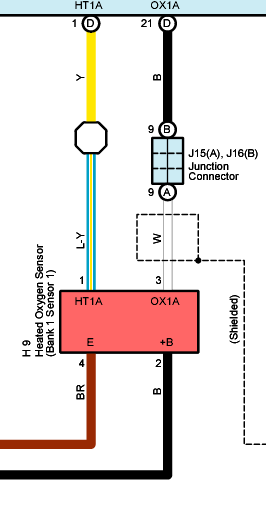 HT1A OX1A
1 D 21 D
Y B
9 B
J15(A), J16(B)
Junction
Connector
9 A
L-Y W
1 3
H 9
Heated Oxygen Sensor
(Bank 1 Sensor 1)
HT1A OX1A
E +B
(Shielded)
4 2
BR B